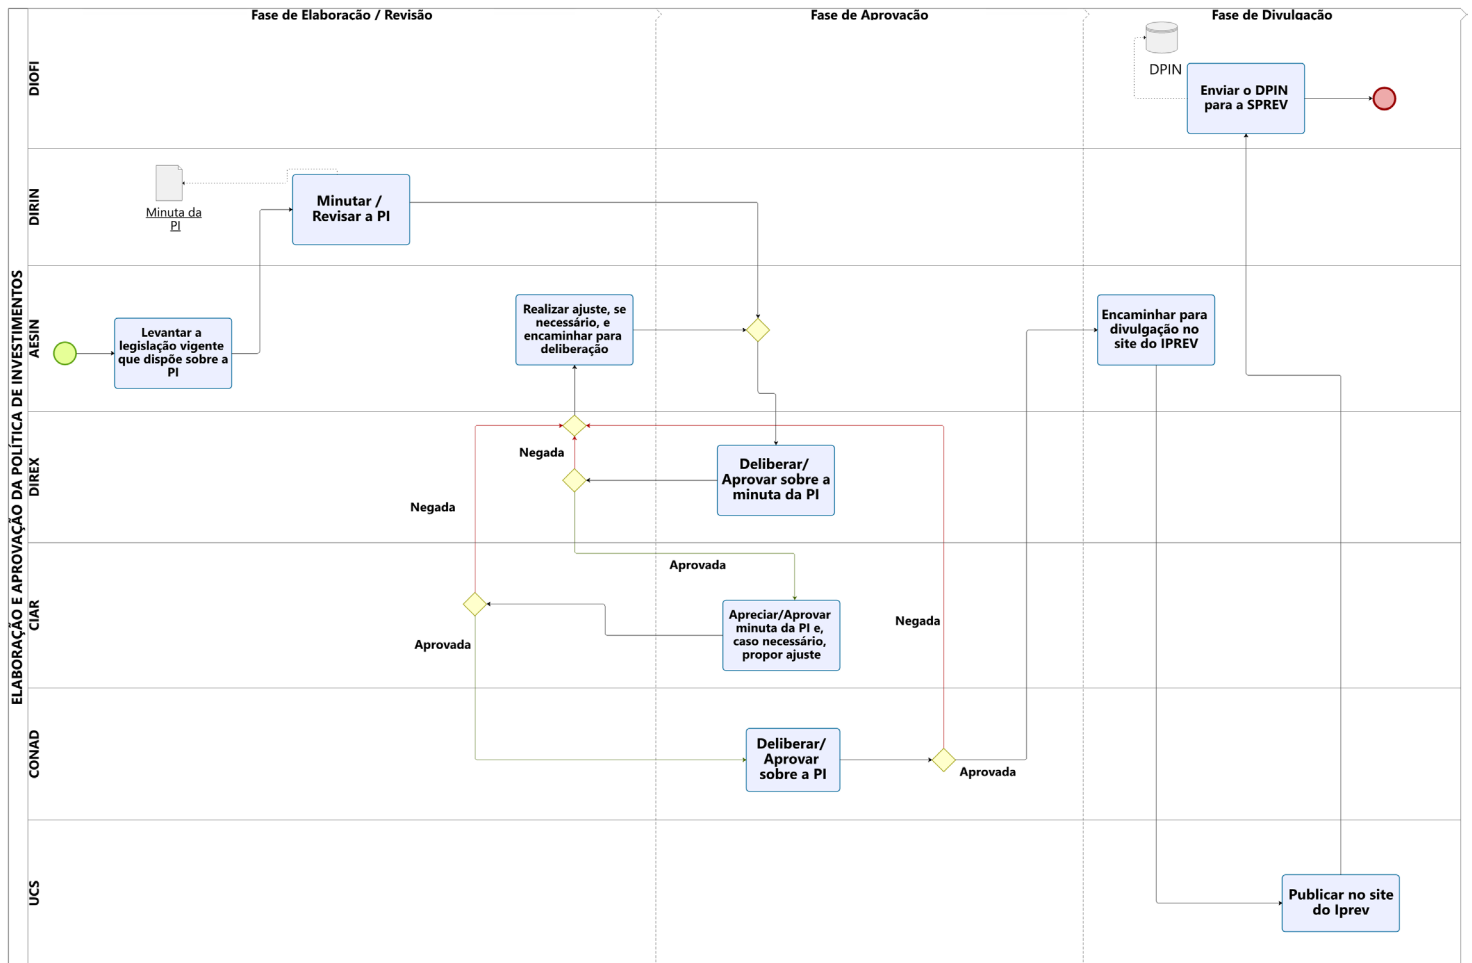 Fase de Elaboração / Revisão
Fase de Aprovação
Fase de Divulgação
ELABORAÇÃO E APROVAÇÃO DA POLÍTICA DE INVESTIMENTOS
DIOFI
DPIN
Enviar o DPIN
para a SPREV
DIRIN
Minuta da
PI
Minutar /
Revisar a PI
AESIN
Levantar a
legislação vigente
que dispõe sobre a
PI
Realizar ajuste, se
necessário, e
encaminhar para
deliberação
Encaminhar para
divulgação no
site do IPREV
DIREX
Negada
Negada
Deliberar/
Aprovar sobre a
minuta da PI
CIAR
Aprovada
Aprovada
Apreciar/Aprovar
minuta da PI e,
caso necessário,
propor ajuste
Negada
CONAD
Deliberar/
Aprovar
sobre a PI
Aprovada
UCS
Publicar no site
do Iprev